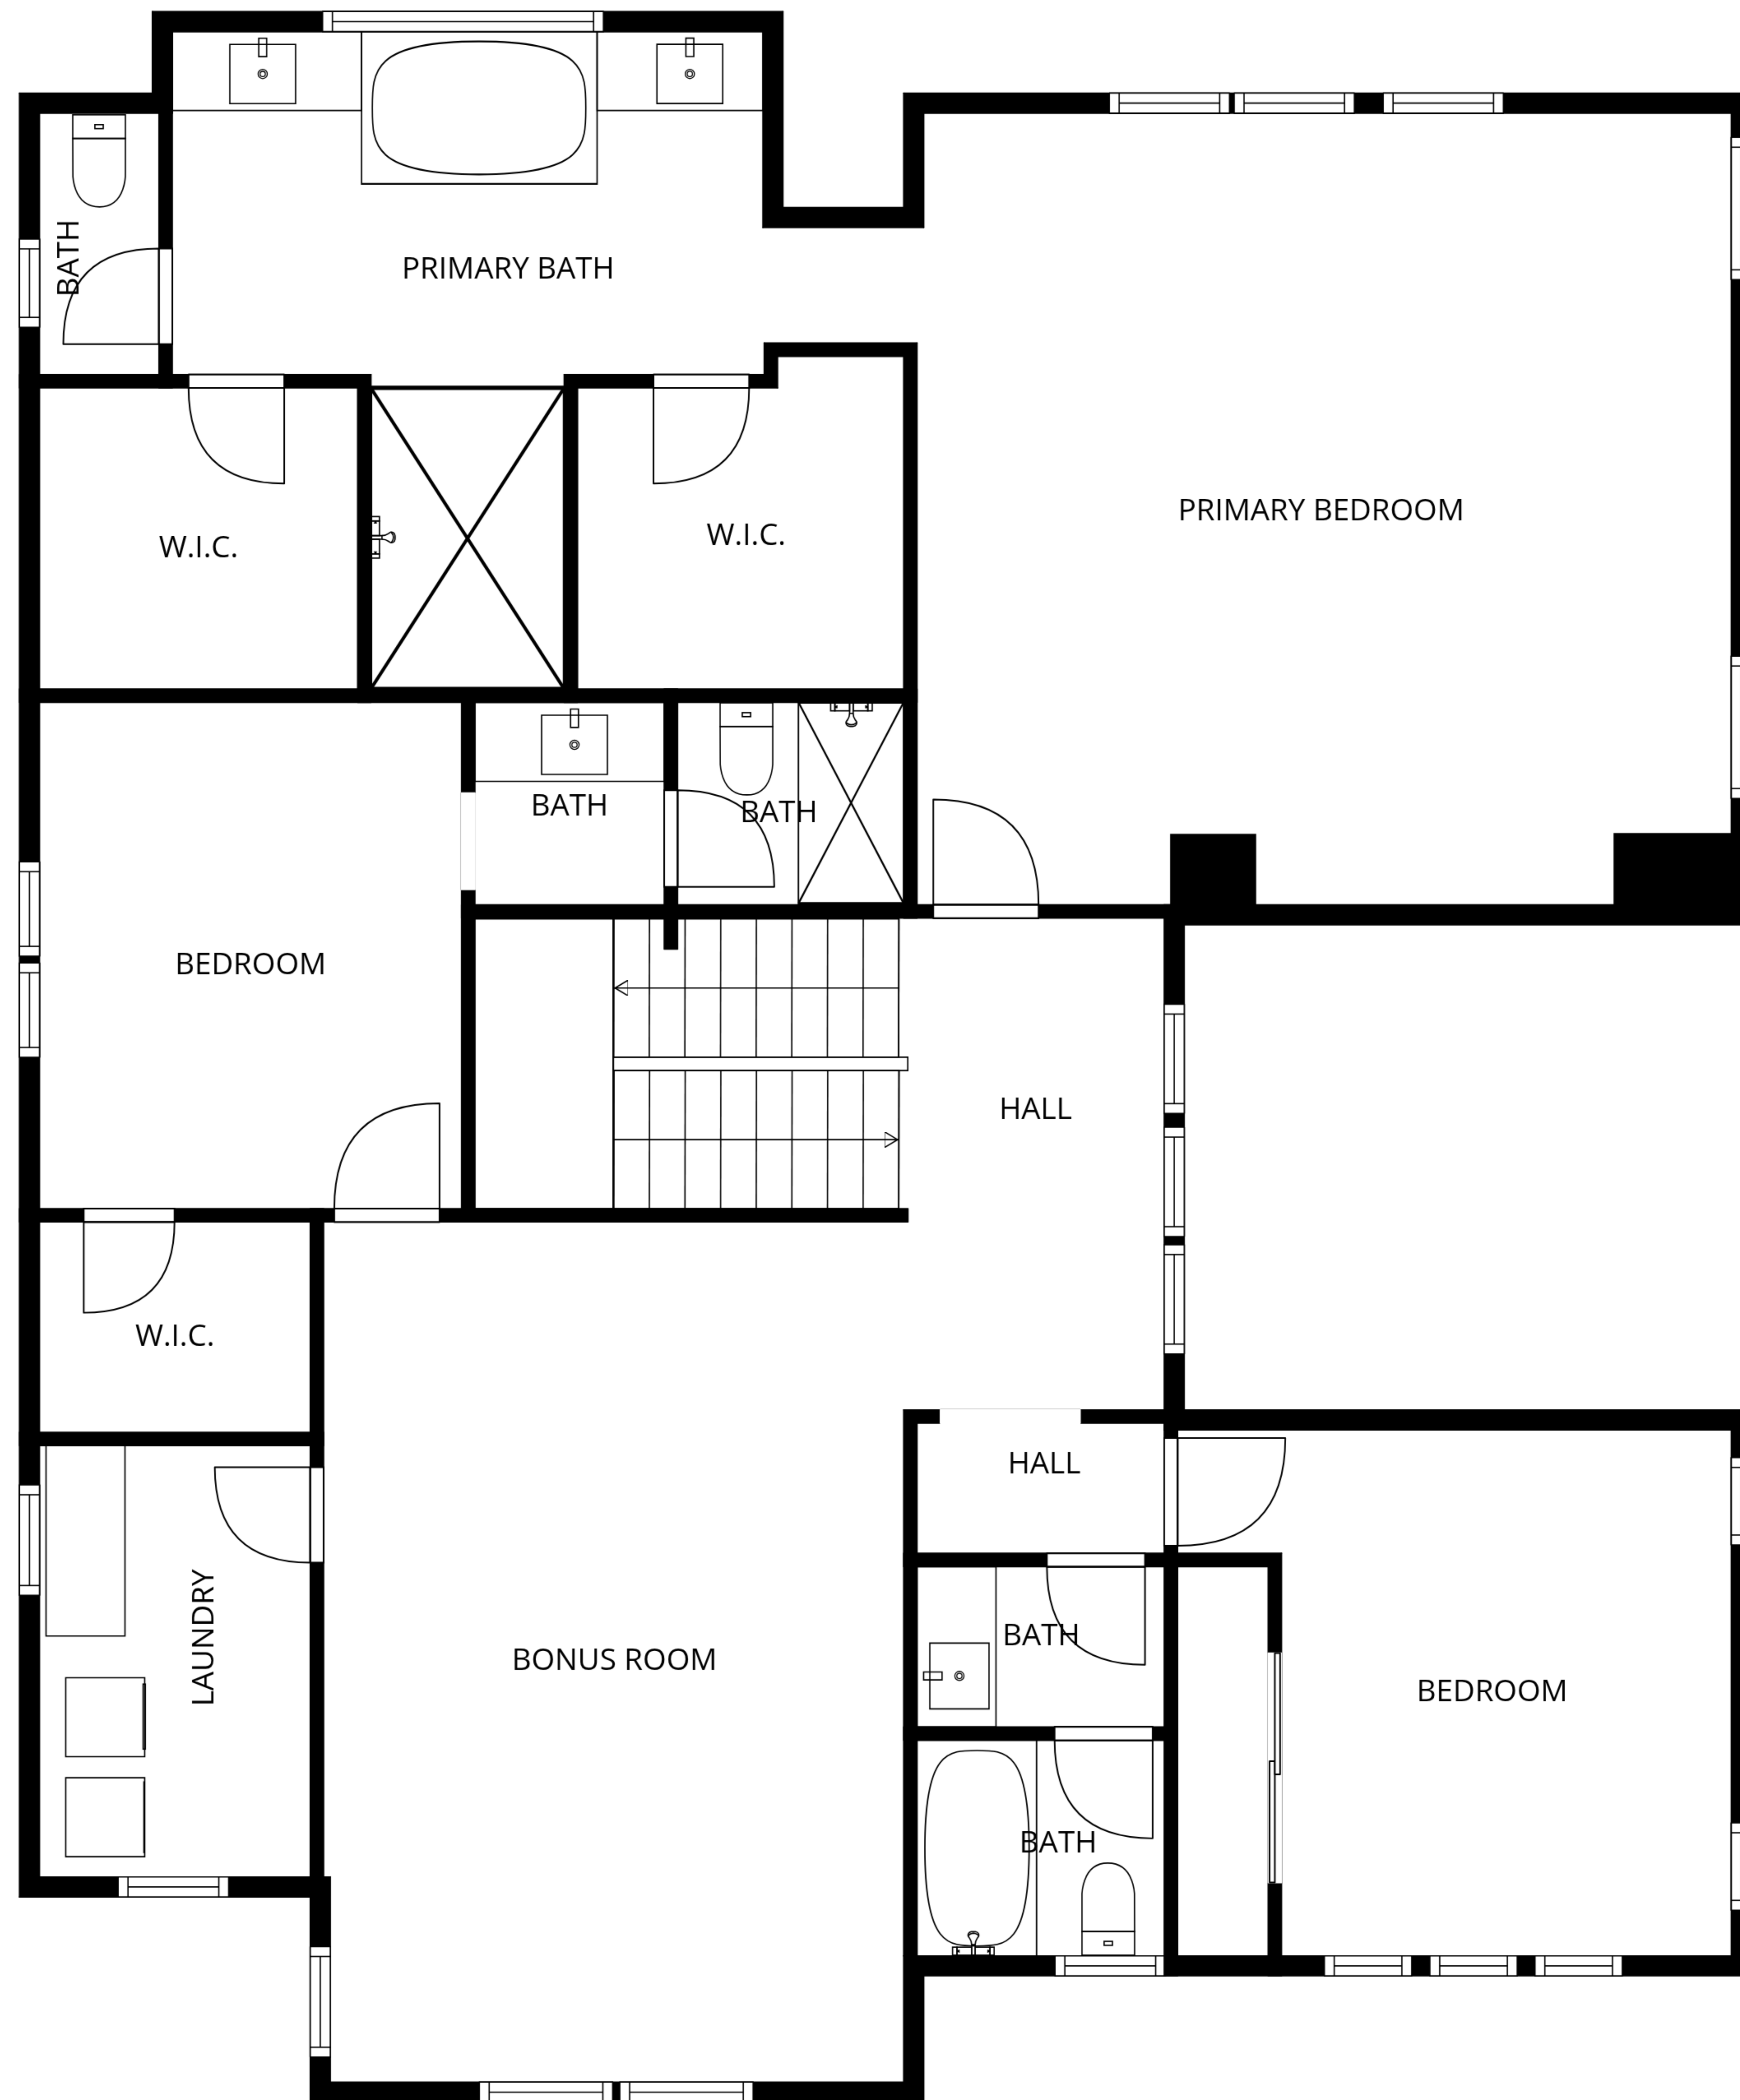 BATH
PRIMARY BATH
PRIMARY BEDROOM
W.I.C.
W.I.C.
BATH
BATH
BEDROOM
HALL
W.I.C.
HALL
LAUNDRY
BONUS ROOM
BATH
BEDROOM
BATH